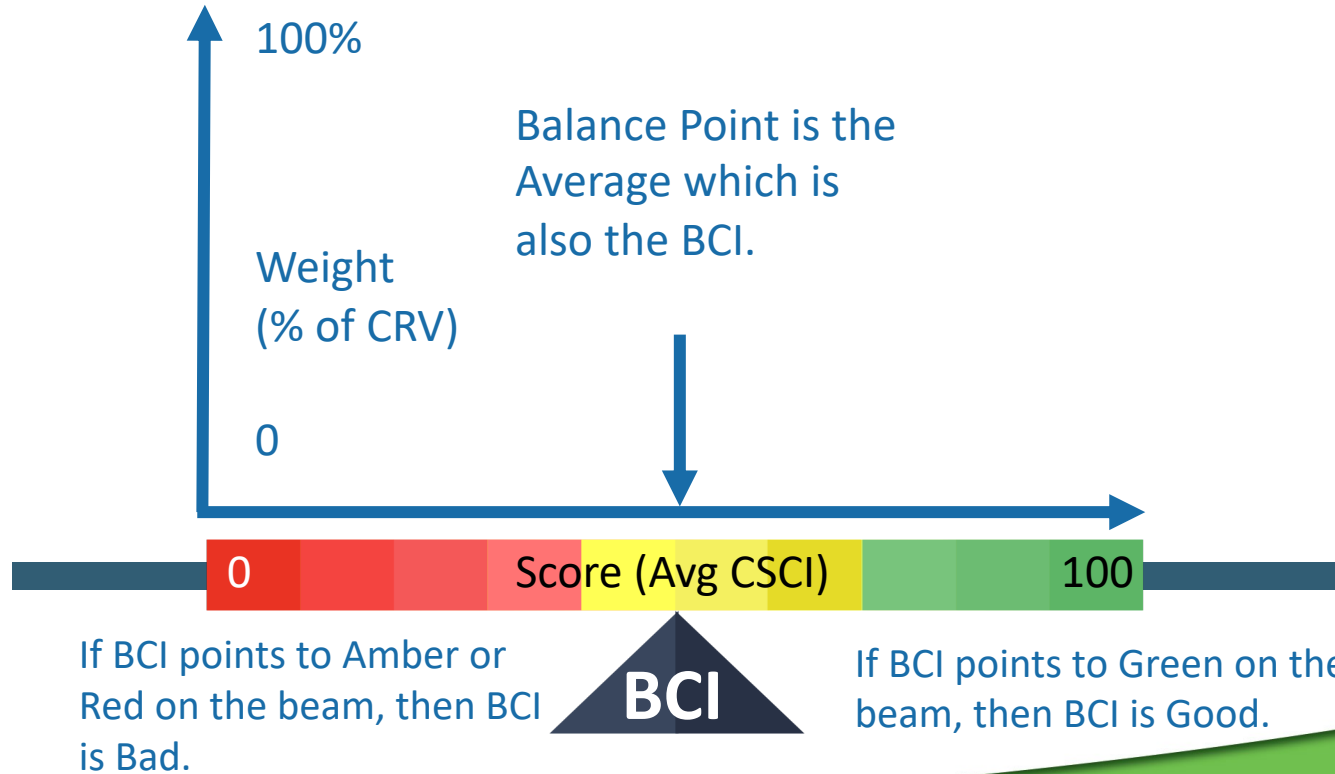 100%
Balance Point is the
Average which is
also the BCI.
Weight
(% of CRV)
0
0 Score (Avg CSCI) 100
If BCI points to Amber or
Red on the beam, then BCI
is Bad.
BCI
If BCI points to Green on the
beam, then BCI is Good.